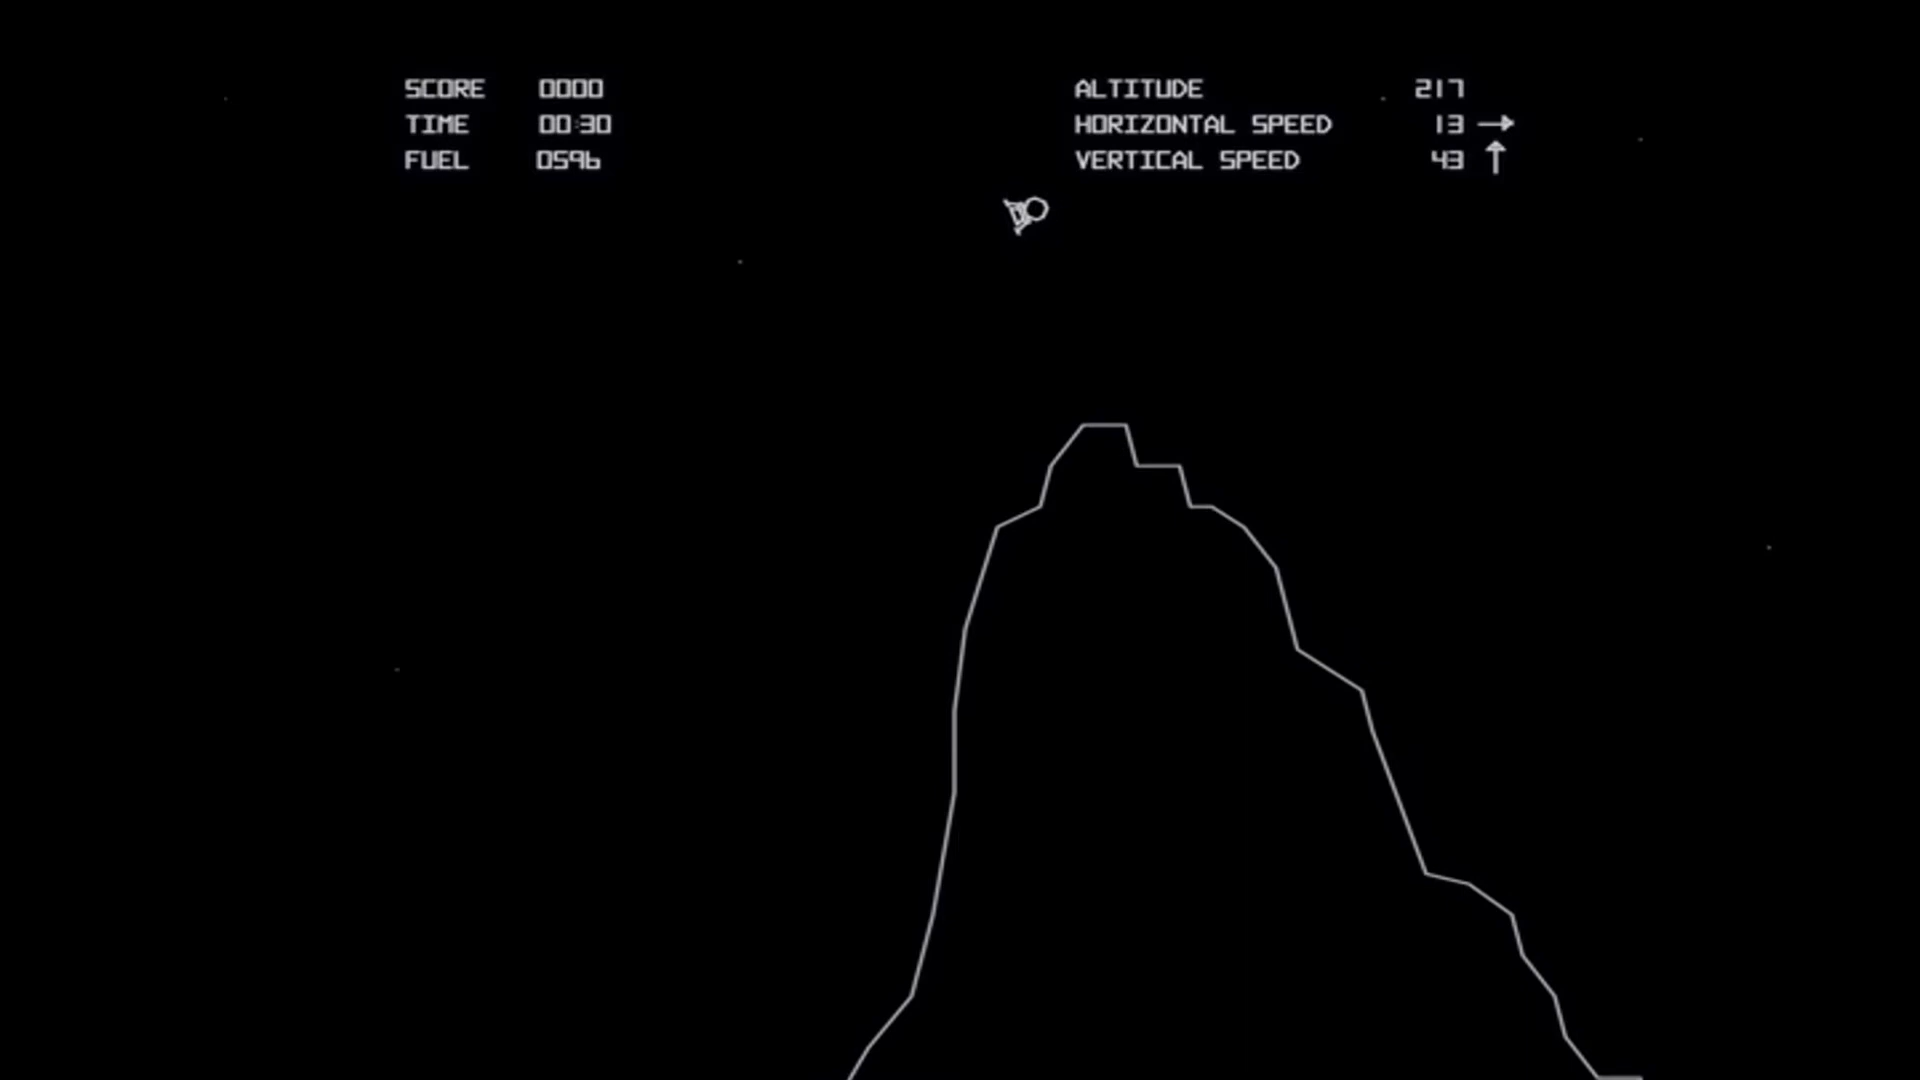 SCORE 0000
TIME 00:30
FUEL 0596
ALTITUDE 217
HORIZONTAL SPEED 13 →
VERTICAL SPEED 43 ↑